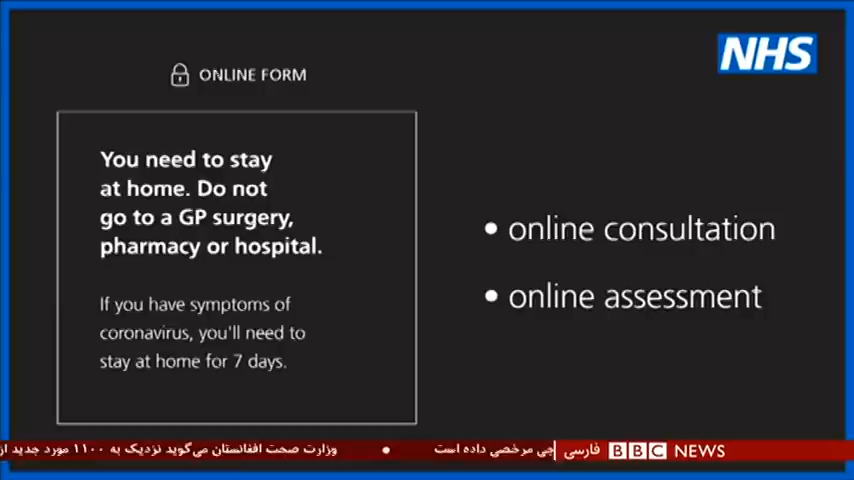 NHS
ONLINE FORM
You need to stay
at home. Do not
go to a GP surgery,
pharmacy or hospital.
If you have symptoms of
coronavirus, you'll need to
stay at home for 7 days.
• online consultation
• online assessment
BBC NEWS فارسی
جی مرخصی داده است • وزارت صحت افغانستان می‌گوید نزدیک به ۱۱۰۰ مورد جدید از